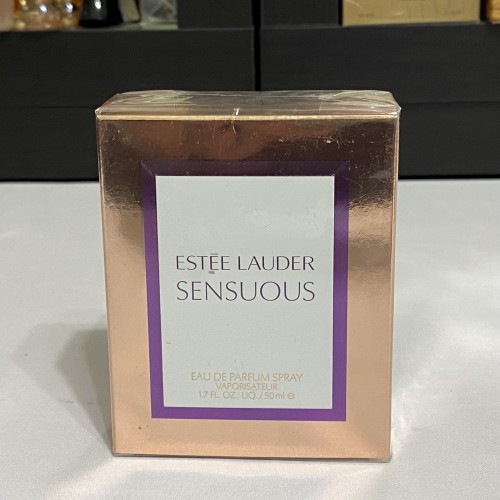 ESTĒE LAUDER
SENSUOUS
EAU DE PARFUM SPRAY
VAPORISATEUR
1.7 FL. OZ. LIQ. / 50 ml ℮